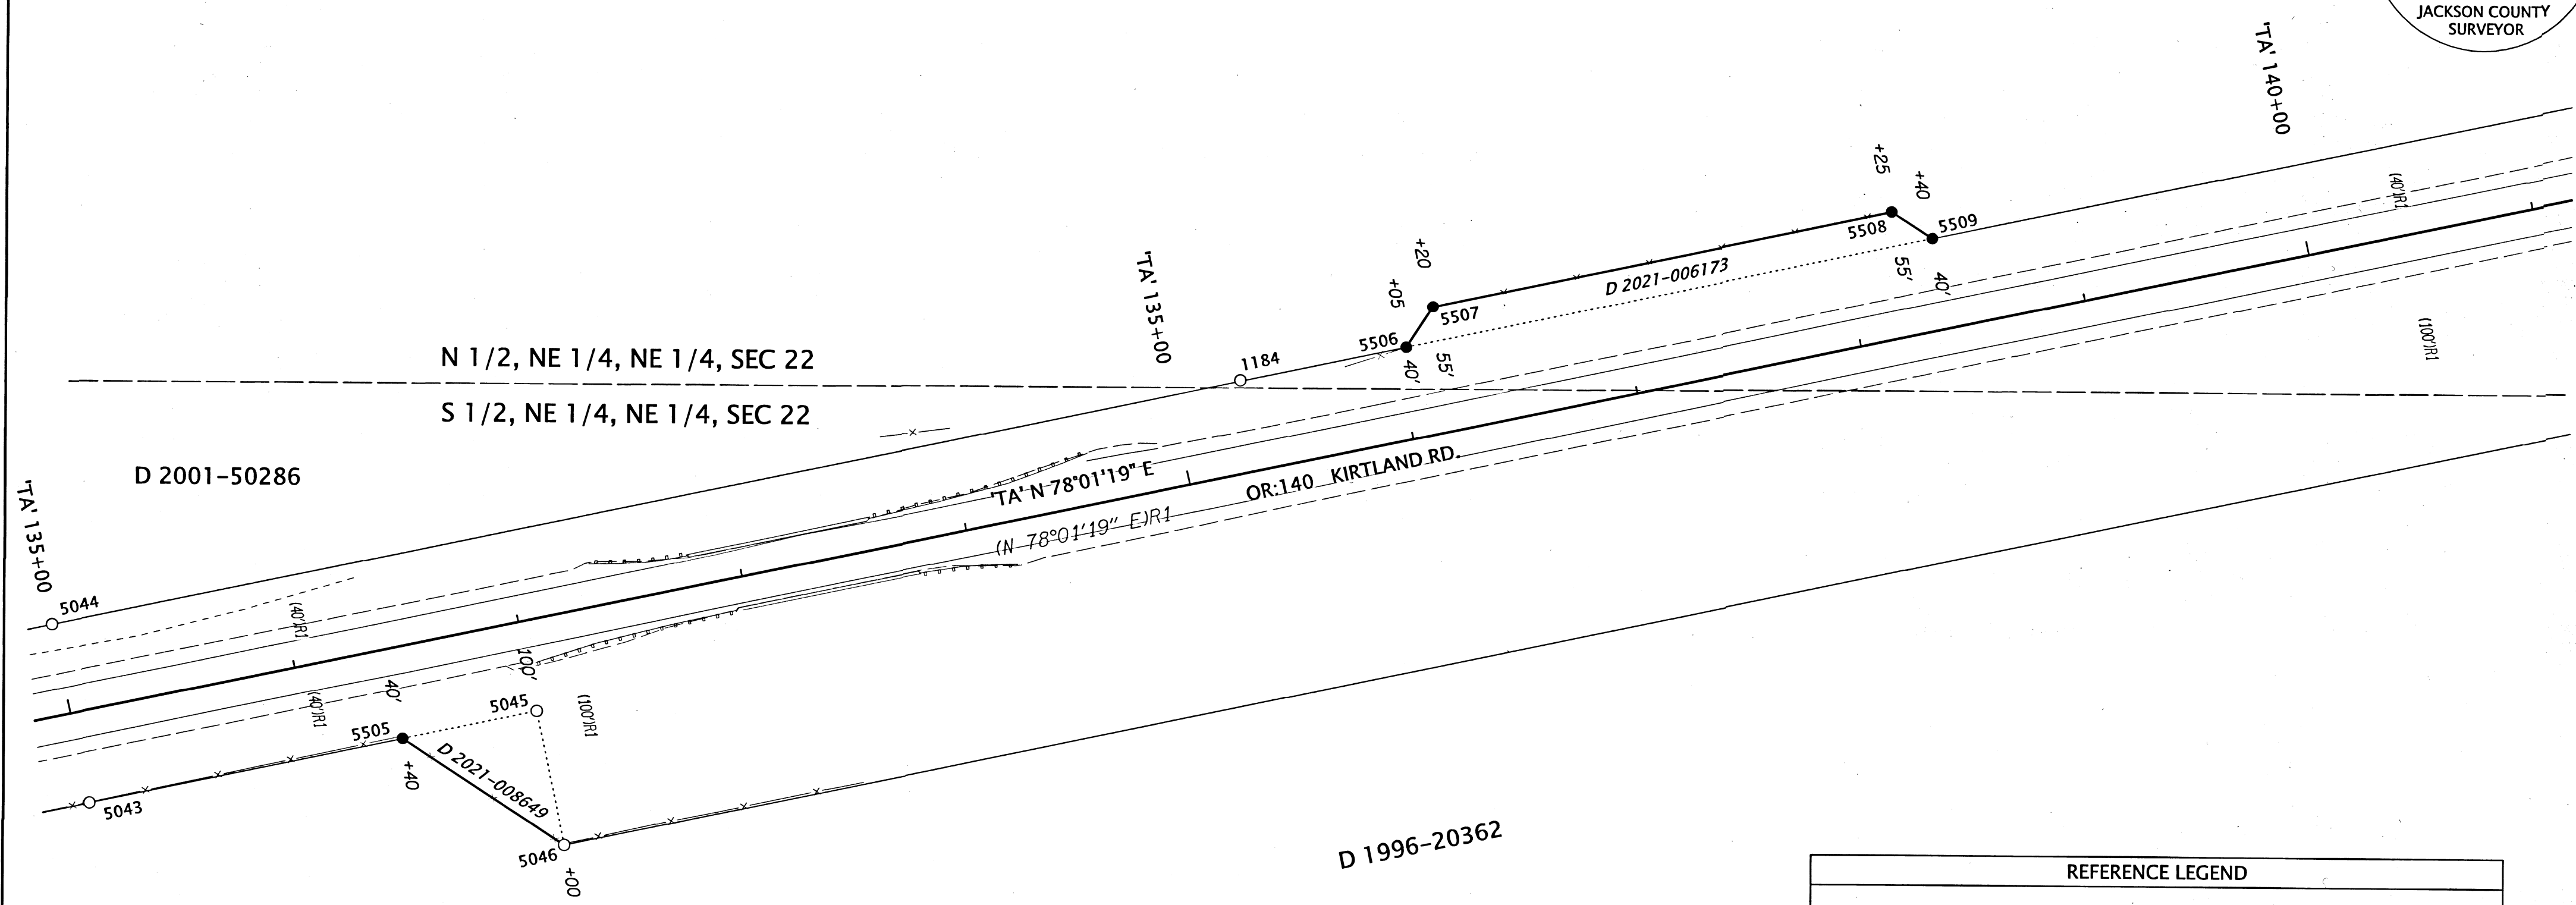 JACKSON COUNTY
SURVEYOR
'TA' 140+00
+25
+40
(40')R1
5508
5509
55'
40'
+20
+05
D 2021-006173
5507
'TA' 135+00
5506
1184
40'
55'
(100')R1
N 1/2, NE 1/4, NE 1/4, SEC 22
S 1/2, NE 1/4, NE 1/4, SEC 22
D 2001-50286
'TA' N 78°01'19" E
OR:140 KIRTLAND RD.
(N 78°01'19" E)R1
'TA' 135+00
5044
(40')R1
100'
40'
(40')R1
5045
(100')R1
5505
D 2021-008649
+40
5043
5046
+00
D 1996-20362
REFERENCE LEGEND